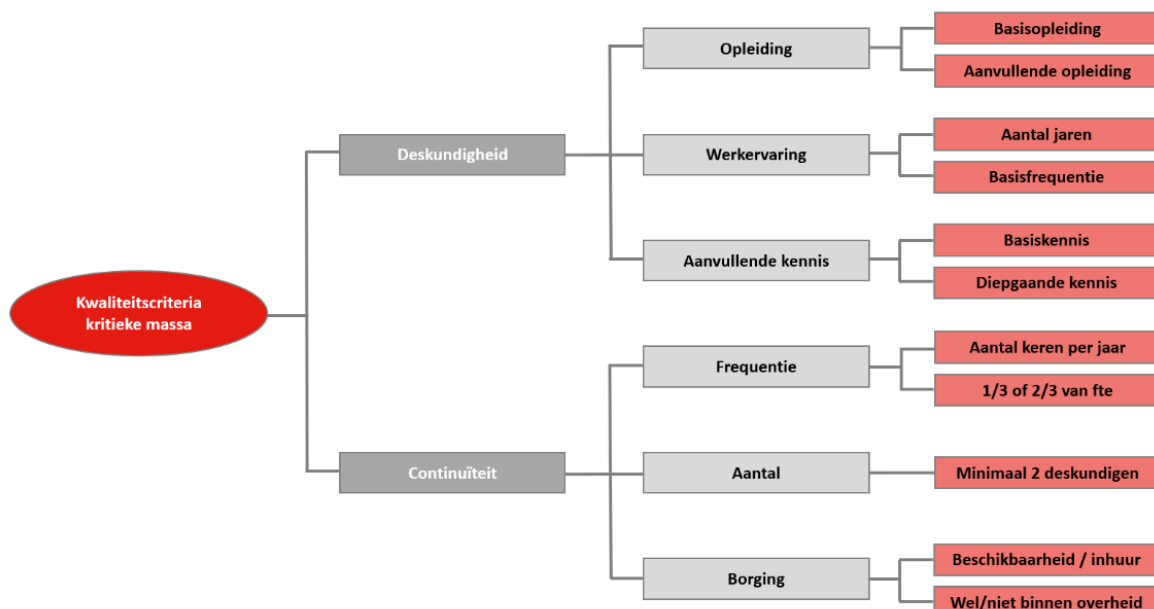 Kwaliteitscriteria
kritieke massa
Deskundigheid
Opleiding
Basisopleiding
Aanvullende opleiding
Werkervaring
Aantal jaren
Basisfrequentie
Aanvullende kennis
Basiskennis
Diepgaande kennis
Continuïteit
Frequentie
Aantal keren per jaar
1/3 of 2/3 van fte
Aantal
Minimaal 2 deskundigen
Borging
Beschikbaarheid / inhuur
Wel/niet binnen overheid